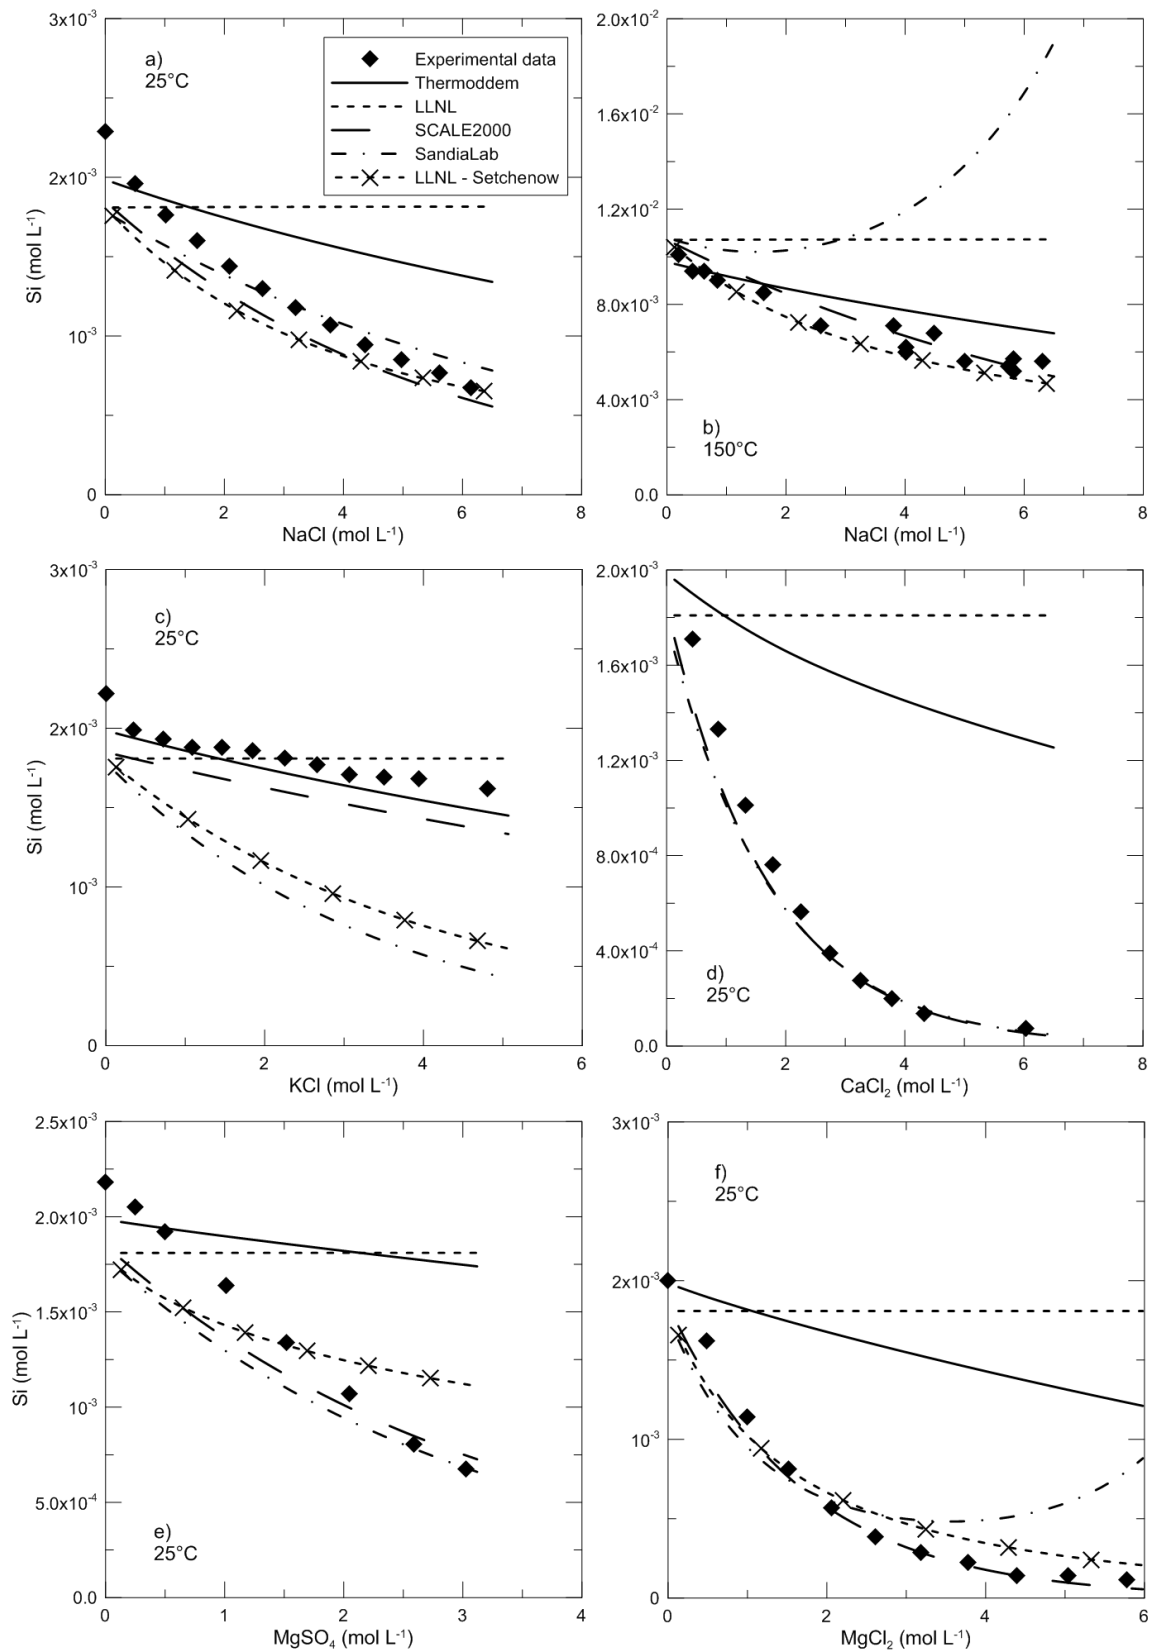 3x10⁻³
2x10⁻³
10⁻³
0
Si (mol L⁻¹)
a)
25°C
Experimental data
Thermoddem
LLNL
SCALE2000
SandiaLab
LLNL - Setchenow
0 2 4 6 8
NaCl (mol L⁻¹)
2.0x10⁻²
1.6x10⁻²
1.2x10⁻²
8.0x10⁻³
4.0x10⁻³
0.0
b)
150°C
0 2 4 6 8
NaCl (mol L⁻¹)
3x10⁻³
2x10⁻³
10⁻³
0
Si (mol L⁻¹)
c)
25°C
0 2 4 6
KCl (mol L⁻¹)
2.0x10⁻³
1.6x10⁻³
1.2x10⁻³
8.0x10⁻⁴
4.0x10⁻⁴
0.0
d)
25°C
0 2 4 6 8
CaCl₂ (mol L⁻¹)
2.5x10⁻³
2.0x10⁻³
1.5x10⁻³
10⁻³
5.0x10⁻⁴
0.0
Si (mol L⁻¹)
e)
25°C
0 1 2 3 4
MgSO₄ (mol L⁻¹)
3x10⁻³
2x10⁻³
10⁻³
0
f)
25°C
0 2 4 6
MgCl₂ (mol L⁻¹)